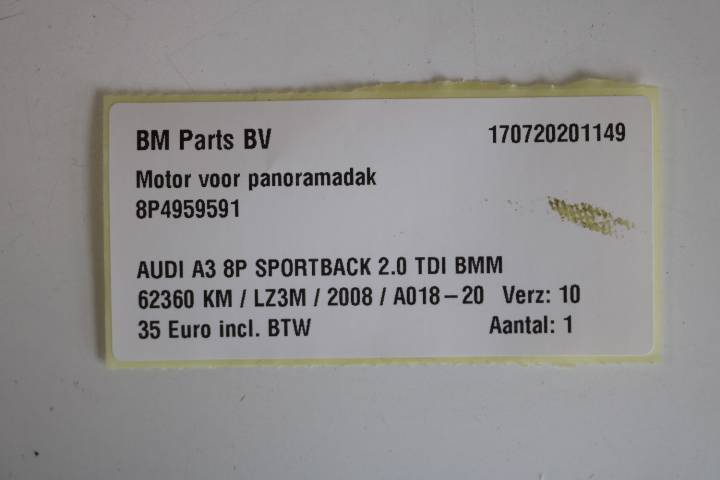 BM Parts BV 170720201149
Motor voor panoramadak
8P4959591
AUDI A3 8P SPORTBACK 2.0 TDI BMM
62360 KM / LZ3M / 2008 / A018-20 Verz: 10
35 Euro incl. BTW Aantal: 1